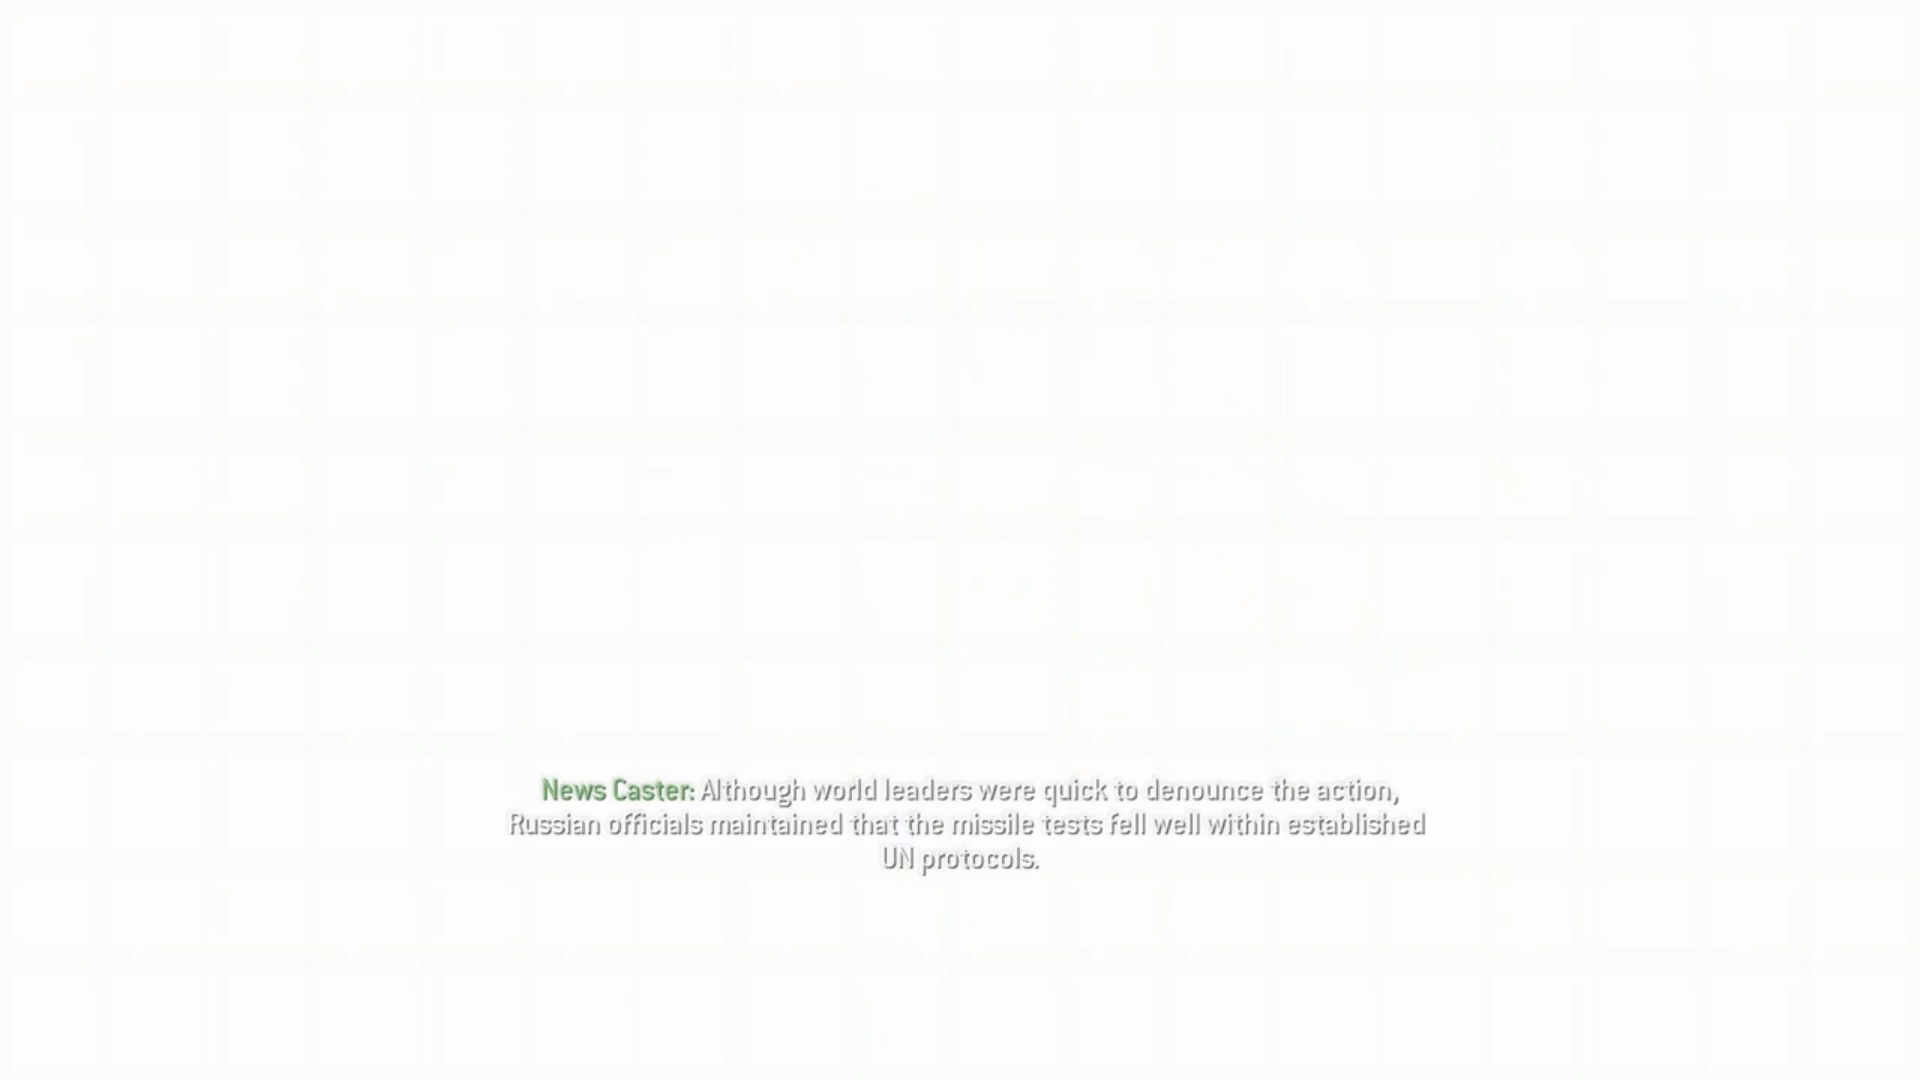 News Caster: Although world leaders were quick to denounce the action,
Russian officials maintained that the missile tests fell well within established
UN protocols.